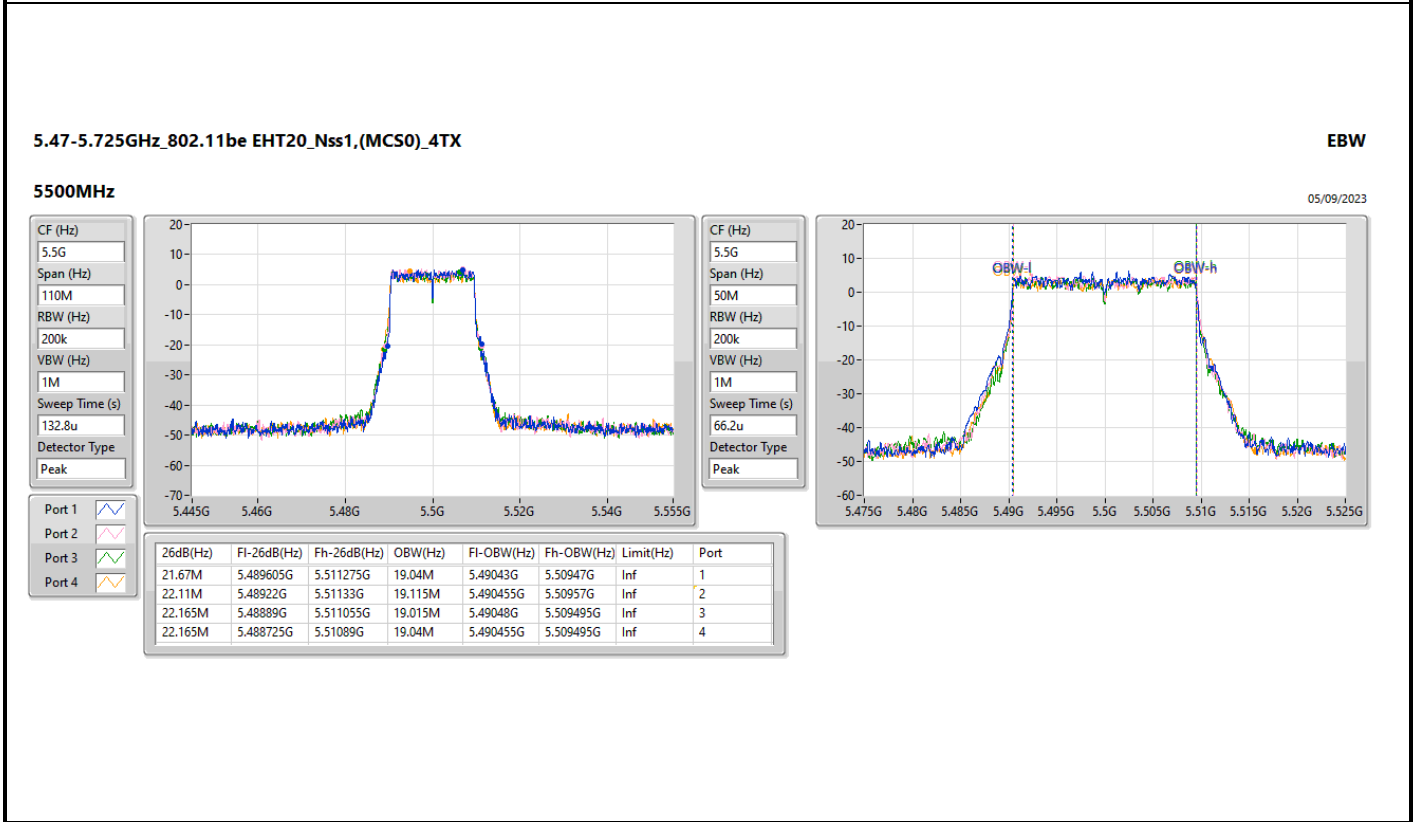 5.47-5.725GHz_802.11be EHT20_Nss1,(MCS0)_4TX
EBW
5500MHz
05/09/2023
CF (Hz)
5.5G
Span (Hz)
110M
RBW (Hz)
200k
VBW (Hz)
1M
Sweep Time (s)
132.8u
Detector Type
Peak
20
10
0
-10
-20
-30
-40
-50
-60
-70
5.445G 5.46G 5.48G 5.5G 5.52G 5.54G 5.555G
CF (Hz)
5.5G
Span (Hz)
50M
RBW (Hz)
200k
VBW (Hz)
1M
Sweep Time (s)
66.2u
Detector Type
Peak
20
10
0
-10
-20
-30
-40
-50
-60
OBW-l OBW-h
5.475G 5.48G 5.485G 5.49G 5.495G 5.5G 5.505G 5.51G 5.515G 5.52G 5.525G
Port 1
Port 2
Port 3
Port 4
26dB(Hz) Fl-26dB(Hz) Fh-26dB(Hz) OBW(Hz) Fl-OBW(Hz) Fh-OBW(Hz) Limit(Hz) Port
21.67M 5.489605G 5.511275G 19.04M 5.49043G 5.50947G Inf 1
22.11M 5.48922G 5.51133G 19.115M 5.490455G 5.50957G Inf 2
22.165M 5.48889G 5.511055G 19.015M 5.49048G 5.509495G Inf 3
22.165M 5.488725G 5.51089G 19.04M 5.490455G 5.509495G Inf 4